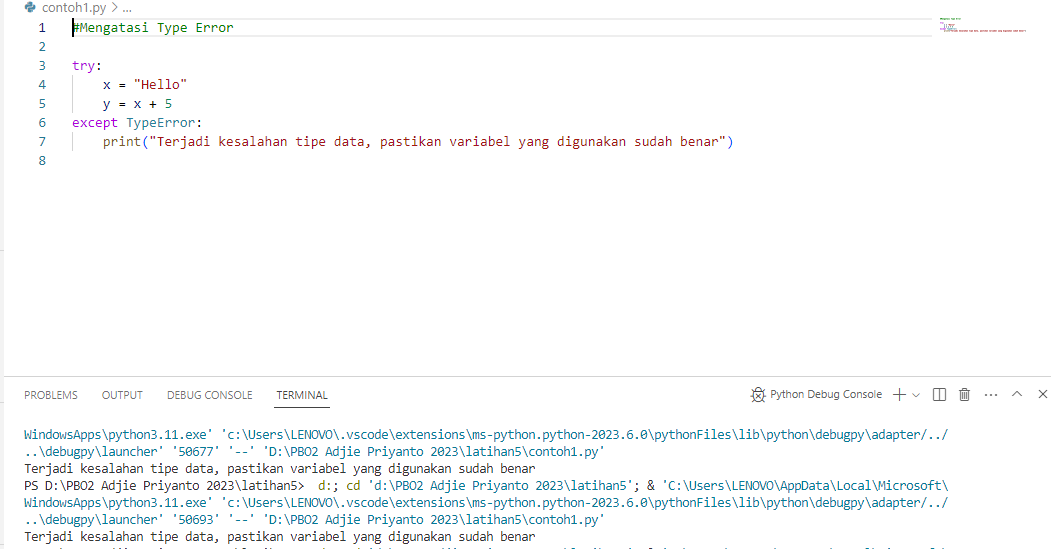 contoh1.py > ...
1 #Mengatasi Type Error
2
3 try:
4     x = "Hello"
5     y = x + 5
6 except TypeError:
7     print("Terjadi kesalahan tipe data, pastikan variabel yang digunakan sudah benar")
8
PROBLEMS OUTPUT DEBUG CONSOLE TERMINAL Python Debug Console
WindowsApps\python3.11.exe' 'c:\Users\LENOVO\.vscode\extensions\ms-python.python-2023.6.0\pythonFiles\lib\python\debugpy\adapter/../
..\debugpy\launcher' '50677' '--' 'D:\PBO2 Adjie Priyanto 2023\latihan5\contoh1.py'
Terjadi kesalahan tipe data, pastikan variabel yang digunakan sudah benar
PS D:\PBO2 Adjie Priyanto 2023\latihan5>  d:; cd 'd:\PBO2 Adjie Priyanto 2023\latihan5'; & 'C:\Users\LENOVO\AppData\Local\Microsoft\
WindowsApps\python3.11.exe' 'c:\Users\LENOVO\.vscode\extensions\ms-python.python-2023.6.0\pythonFiles\lib\python\debugpy\adapter/../
..\debugpy\launcher' '50693' '--' 'D:\PBO2 Adjie Priyanto 2023\latihan5\contoh1.py'
Terjadi kesalahan tipe data, pastikan variabel yang digunakan sudah benar